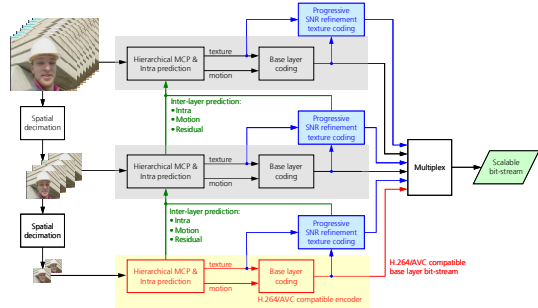 Progressive
SNR refinement
texture coding
Hierarchical MCP &
Intra prediction
texture
motion
Base layer
coding
Spatial
decimation
Inter-layer prediction:
• Intra
• Motion
• Residual
Progressive
SNR refinement
texture coding
Hierarchical MCP &
Intra prediction
texture
motion
Base layer
coding
Multiplex
Scalable
bit-stream
Spatial
decimation
Inter-layer prediction:
• Intra
• Motion
• Residual
Progressive
SNR refinement
texture coding
Hierarchical MCP &
Intra prediction
texture
motion
Base layer
coding
H.264/AVC compatible
base layer bit-stream
H.264/AVC compatible encoder